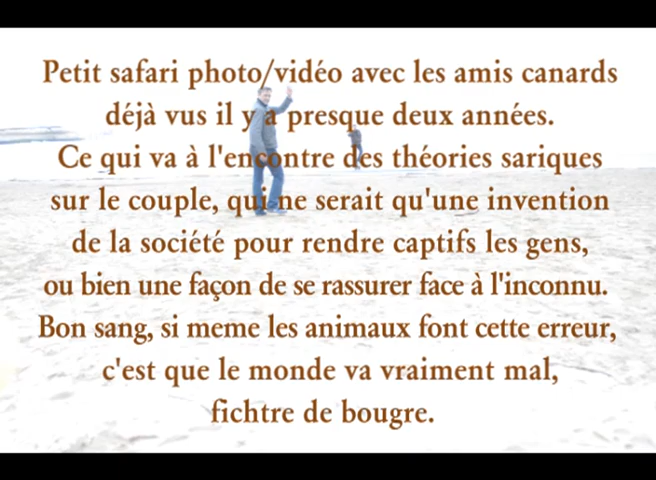 Petit safari photo/vidéo avec les amis canards
déjà vus il y a presque deux années.
Ce qui va à l'encontre des théories sariques
sur le couple, qui ne serait qu'une invention
de la société pour rendre captifs les gens,
ou bien une façon de se rassurer face à l'inconnu.
Bon sang, si meme les animaux font cette erreur,
c'est que le monde va vraiment mal,
fichtre de bougre.